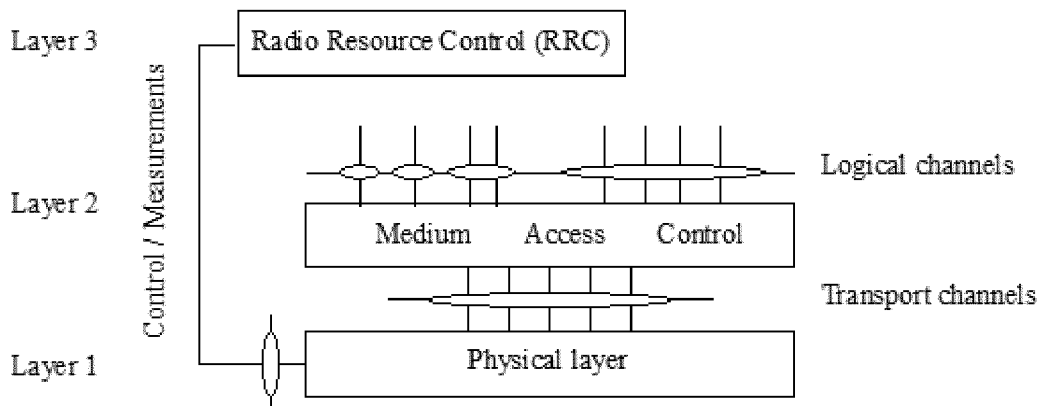 Layer 3
Radio Resource Control (RRC)
Control / Measurements
Logical channels
Layer 2
Medium Access Control
Transport channels
Layer 1
Physical layer